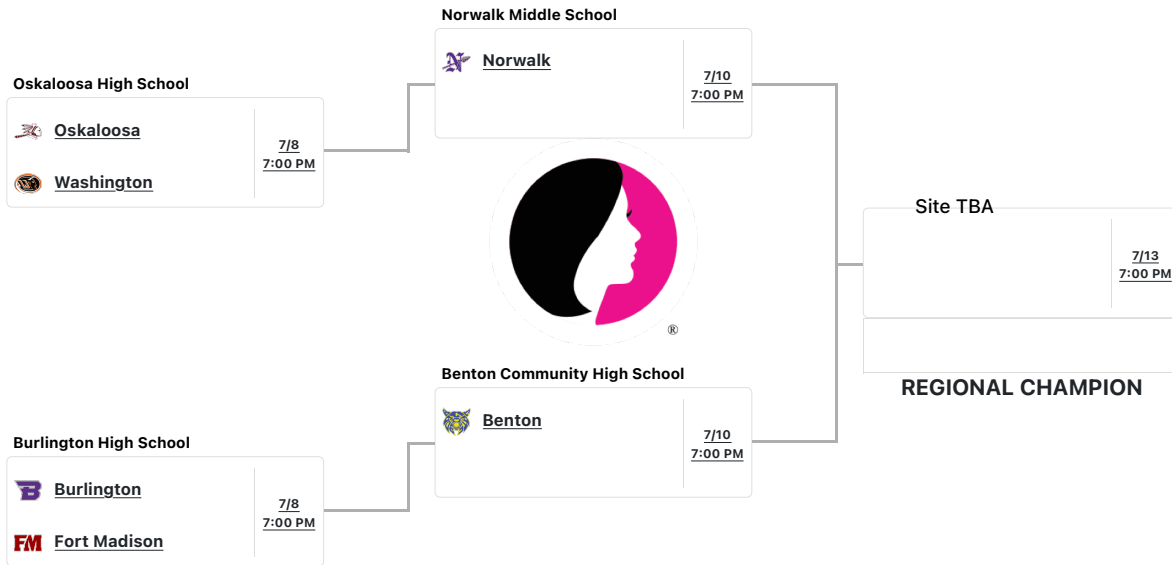 Norwalk Middle School
Norwalk
7/10
7:00 PM
Oskaloosa High School
Oskaloosa
Washington
7/8
7:00 PM
Site TBA
7/13
7:00 PM
REGIONAL CHAMPION
®
Benton Community High School
Benton
7/10
7:00 PM
Burlington High School
B
Burlington
FM
Fort Madison
7/8
7:00 PM